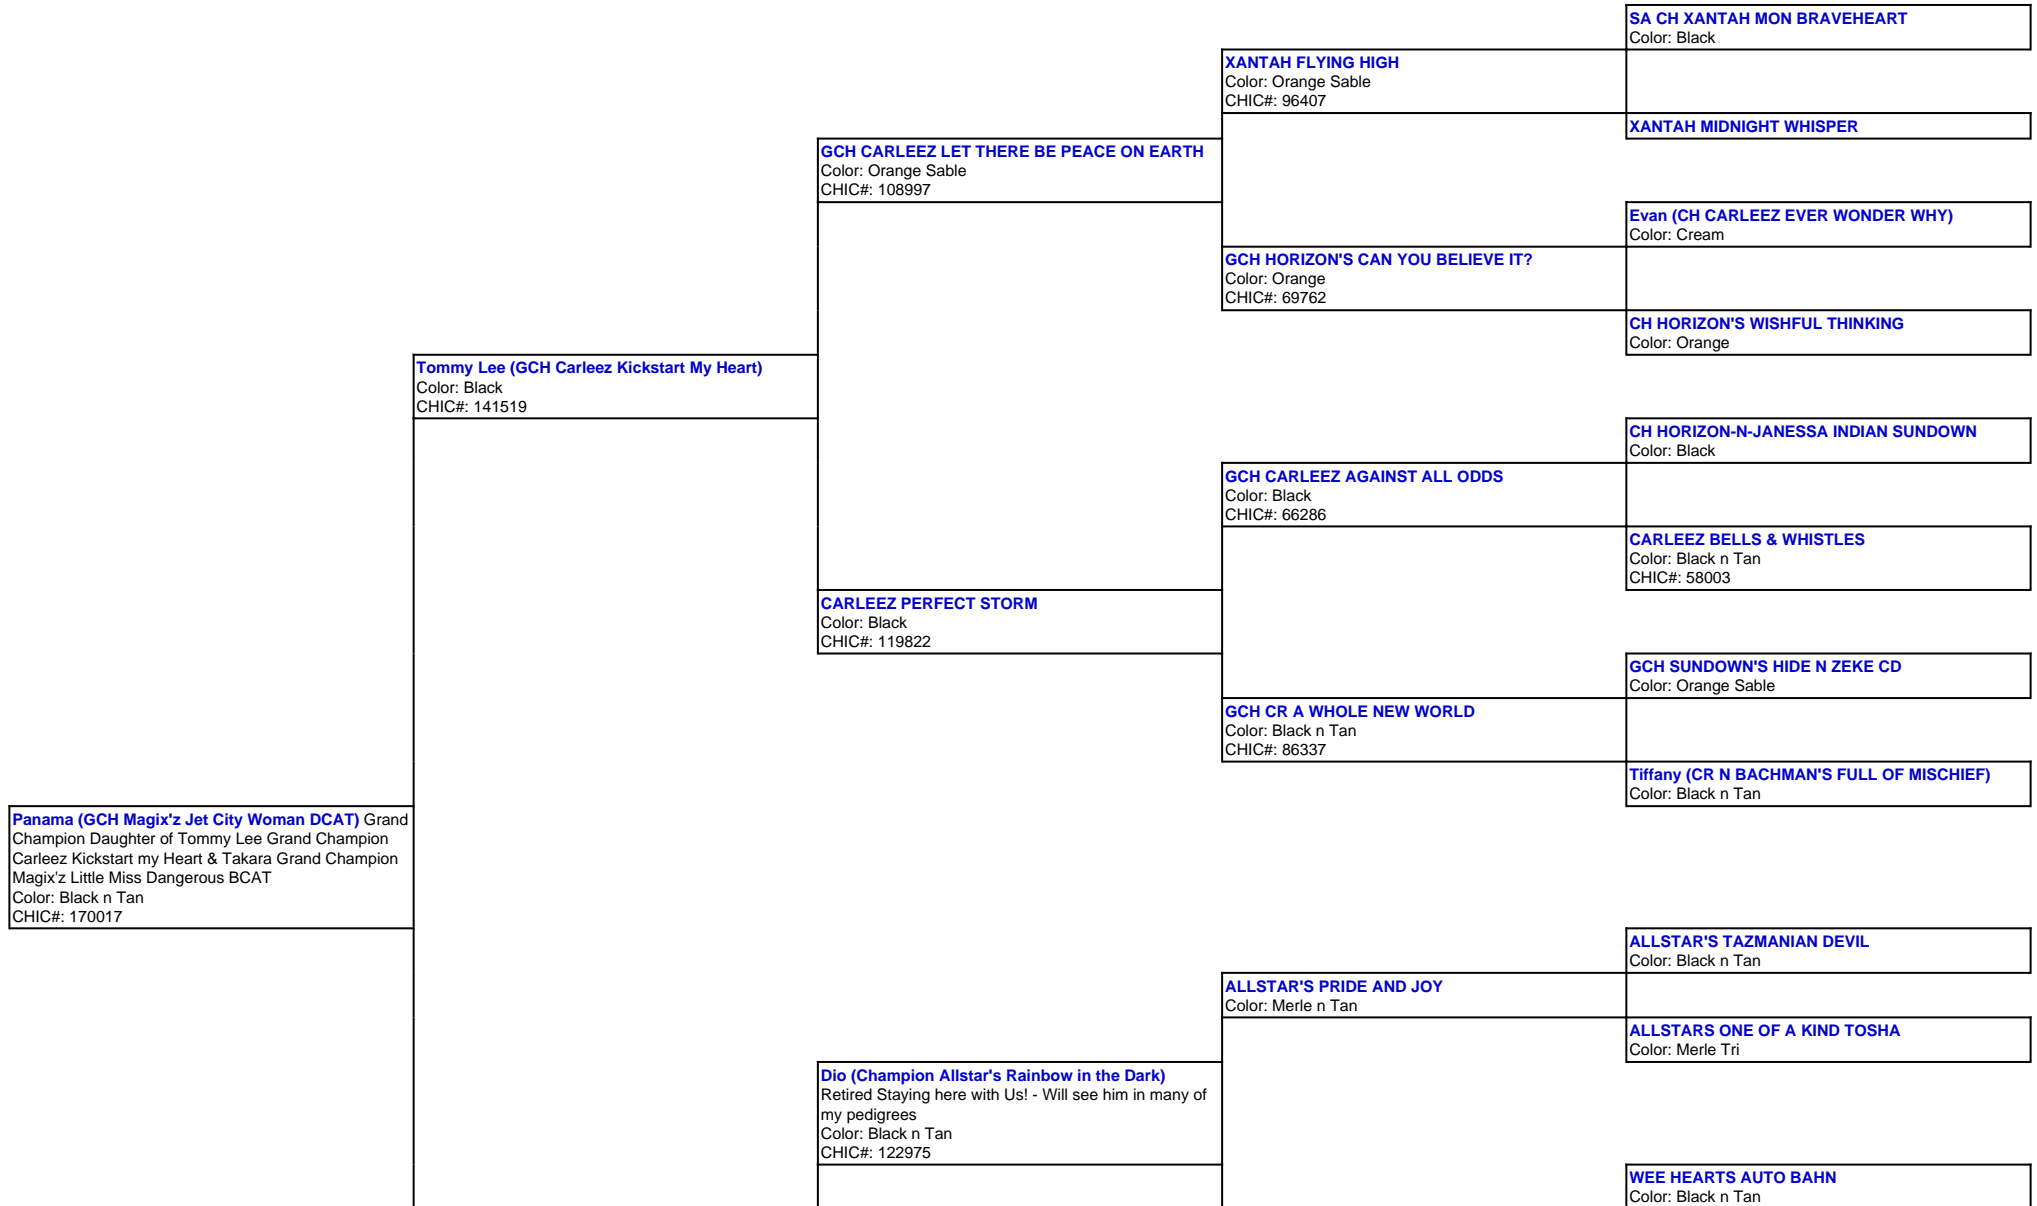 SA CH XANTAH MON BRAVEHEART
Color: Black
XANTAH FLYING HIGH
Color: Orange Sable
CHIC#: 96407
XANTAH MIDNIGHT WHISPER
GCH CARLEEZ LET THERE BE PEACE ON EARTH
Color: Orange Sable
CHIC#: 108997
Evan (CH CARLEEZ EVER WONDER WHY)
Color: Cream
GCH HORIZON'S CAN YOU BELIEVE IT?
Color: Orange
CHIC#: 69762
CH HORIZON'S WISHFUL THINKING
Color: Orange
Tommy Lee (GCH Carleez Kickstart My Heart)
Color: Black
CHIC#: 141519
CH HORIZON-N-JANESSA INDIAN SUNDOWN
Color: Black
GCH CARLEEZ AGAINST ALL ODDS
Color: Black
CHIC#: 66286
CARLEEZ BELLS & WHISTLES
Color: Black n Tan
CHIC#: 58003
CARLEEZ PERFECT STORM
Color: Black
CHIC#: 119822
GCH SUNDOWN'S HIDE N ZEKE CD
Color: Orange Sable
GCH CR A WHOLE NEW WORLD
Color: Black n Tan
CHIC#: 86337
Tiffany (CR N BACHMAN'S FULL OF MISCHIEF)
Color: Black n Tan
Panama (GCH Magix'z Jet City Woman DCAT) Grand
Champion Daughter of Tommy Lee Grand Champion
Carleez Kickstart my Heart & Takara Grand Champion
Magix'z Little Miss Dangerous BCAT
Color: Black n Tan
CHIC#: 170017
ALLSTAR'S TAZMANIAN DEVIL
Color: Black n Tan
ALLSTAR'S PRIDE AND JOY
Color: Merle n Tan
ALLSTARS ONE OF A KIND TOSHA
Color: Merle Tri
Dio (Champion Allstar's Rainbow in the Dark)
Retired Staying here with Us! - Will see him in many of
my pedigrees
Color: Black n Tan
CHIC#: 122975
WEE HEARTS AUTO BAHN
Color: Black n Tan